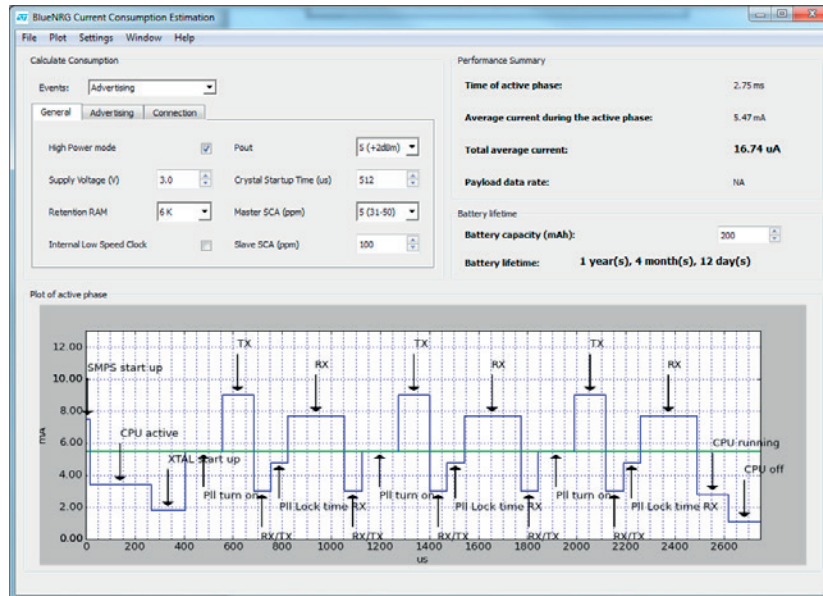 BlueNRG Current Consumption Estimation
File Plot Settings Window Help
Calculate Consumption
Events: Advertising
General Advertising Connection
High Power mode Pout 5 (+2dBm)
Supply Voltage (V) 3.0 Crystal Startup Time (us) 512
Retention RAM 6 K Master SCA (ppm) 5 (31-50)
Internal Low Speed Clock Slave SCA (ppm) 100
Performance Summary
Time of active phase: 2.75 ms
Average current during the active phase: 5.47 mA
Total average current: 16.74 uA
Payload data rate: NA
Battery lifetime
Battery capacity (mAh): 200
Battery lifetime: 1 year(s), 4 month(s), 12 day(s)
Plot of active phase
12.00
10.00
8.00
6.00
4.00
2.00
0.00
mA
TX TX TX
SMPS start up RX RX RX
CPU active CPU running
XTAL start up CPU off
Pll turn on Pll Lock time RX Pll turn on Pll Lock time RX Pll turn on Pll Lock time RX
RX/TX RX/TX RX/TX RX/TX RX/TX RX/TX
0 200 400 600 800 1000 1200 1400 1600 1800 2000 2200 2400 2600
us